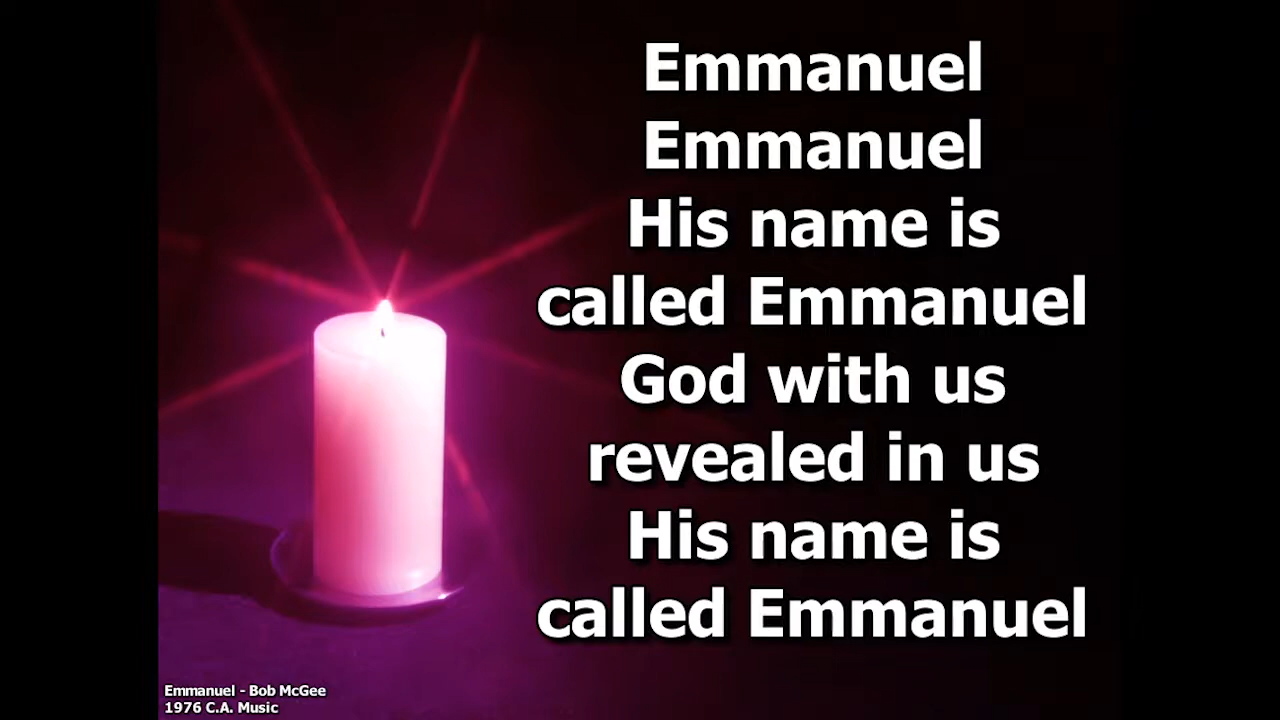 Emmanuel
Emmanuel
His name is
called Emmanuel
God with us
revealed in us
His name is
called Emmanuel
Emmanuel - Bob McGee
1976 C.A. Music